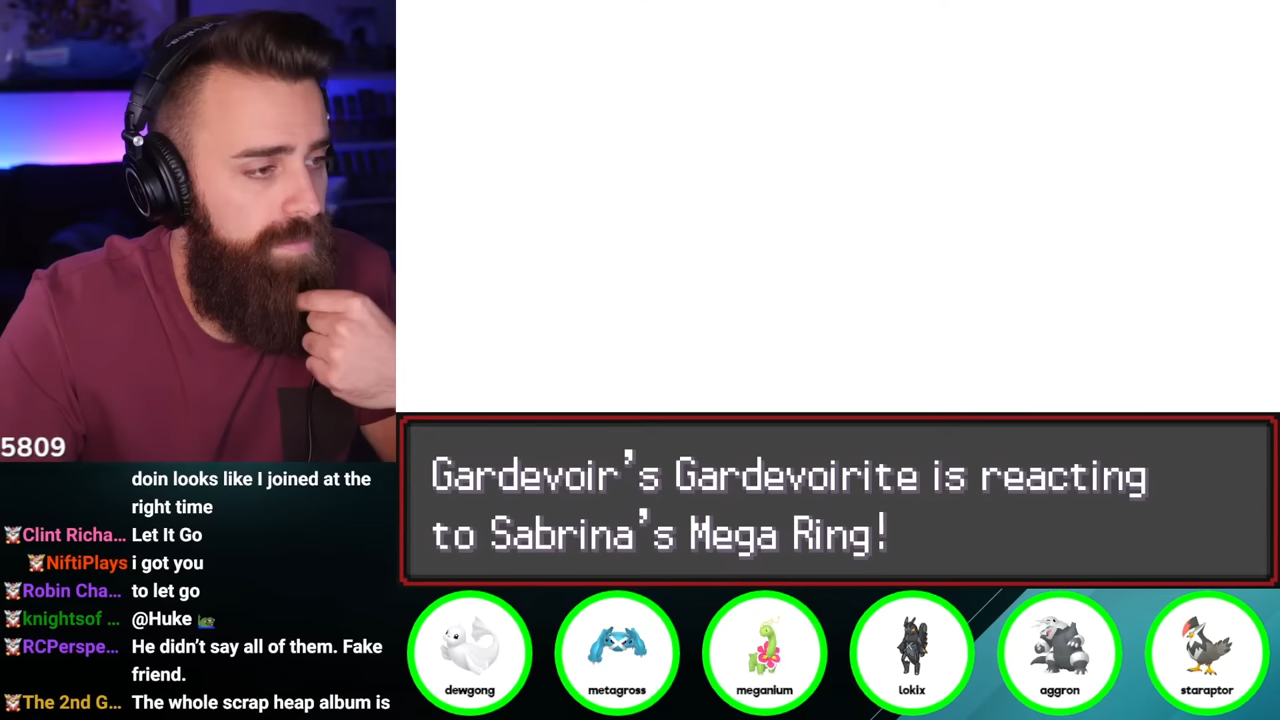 5809
doin looks like I joined at the
right time
Clint Richa... Let It Go
NiftiPlays i got you
Robin Cha... to let go
knightsof ... @Huke
RCPerspe... He didn't say all of them. Fake
friend.
The 2nd G... The whole scrap heap album is
Gardevoir's Gardevoirite is reacting
to Sabrina's Mega Ring!
dewgong
metagross
meganium
lokix
aggron
staraptor